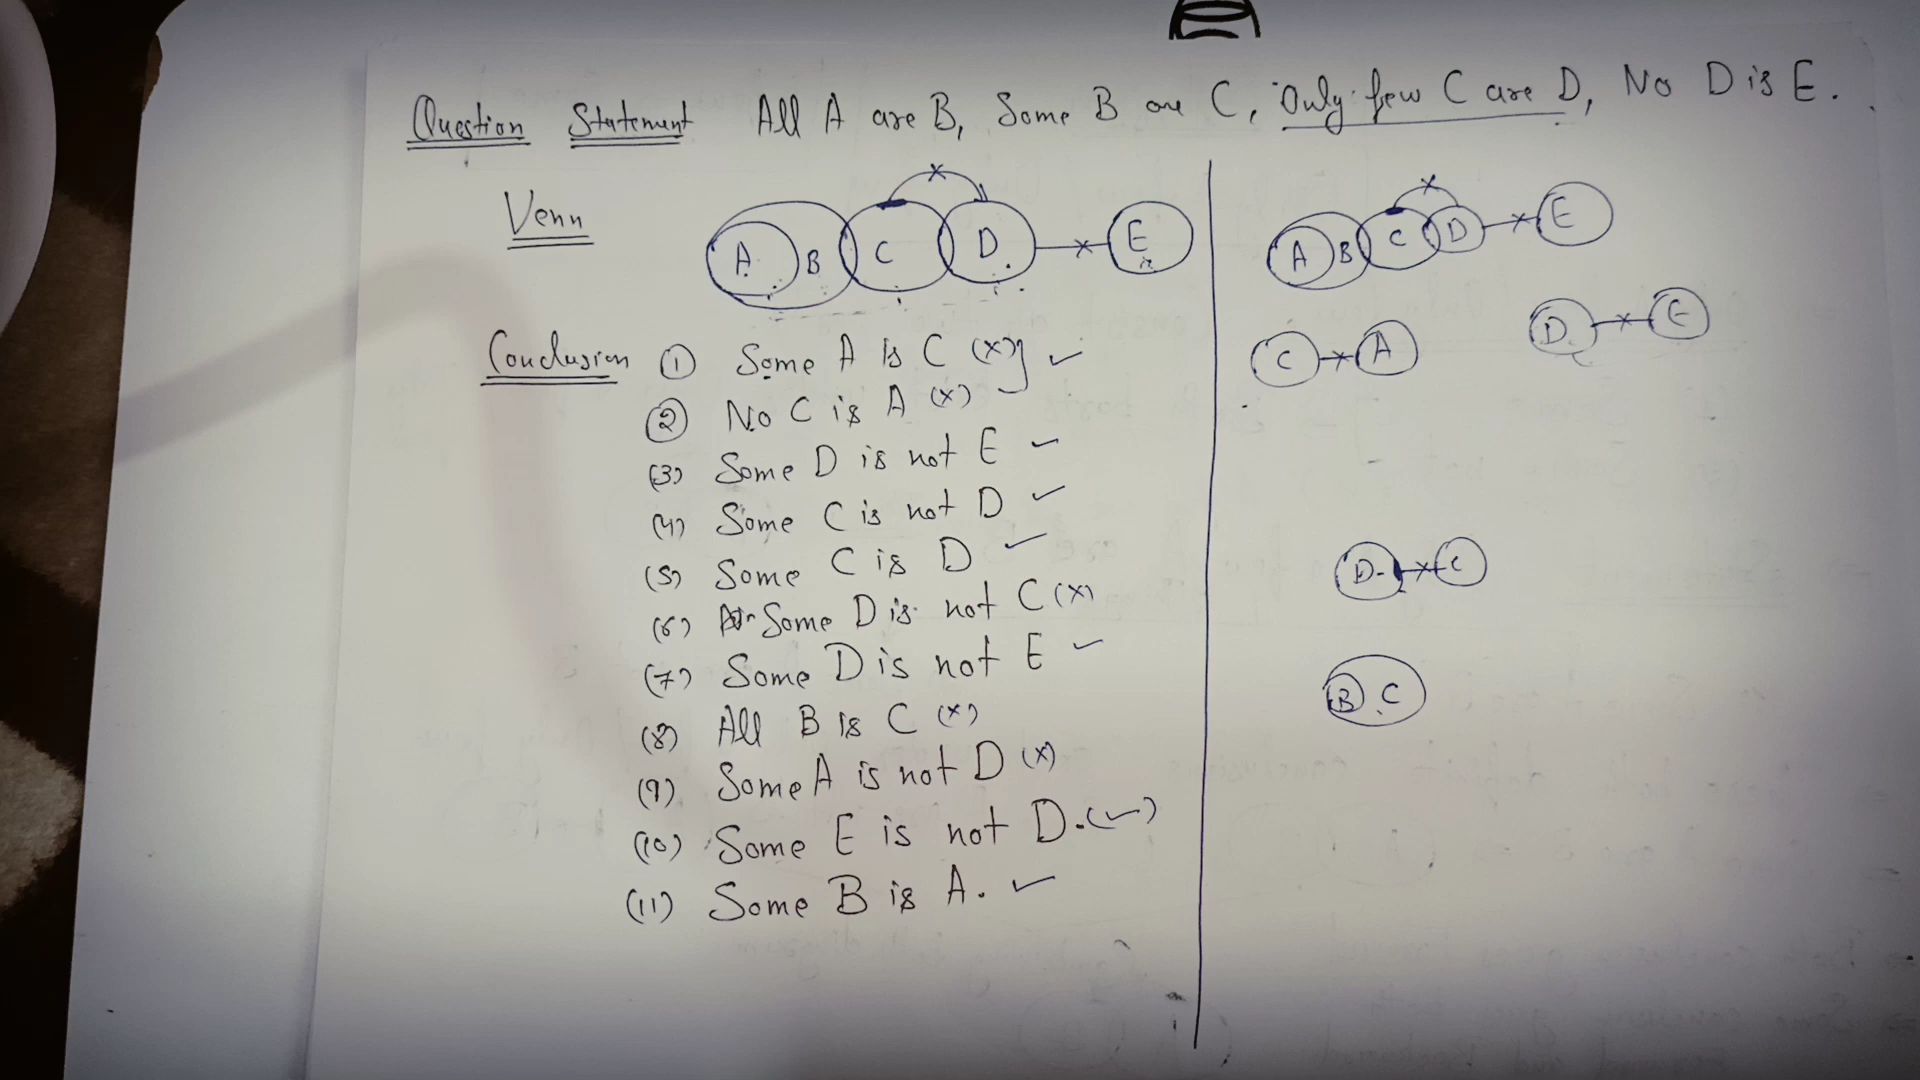 Question Statement All A are B, Some B are C, Only few C are D, No D is E.
Venn
A B C D E
A B C D E
C A
D E
Conclusion (1) Some A is C (x)
(2) No C is A (x)
(3) Some D is not E
(4) Some C is not D
(5) Some C is D
D C
(6) Some D is not C (x)
(7) Some D is not E
B C
(8) All B is C (x)
(9) Some A is not D (x)
(10) Some E is not D. (✓)
(11) Some B is A.